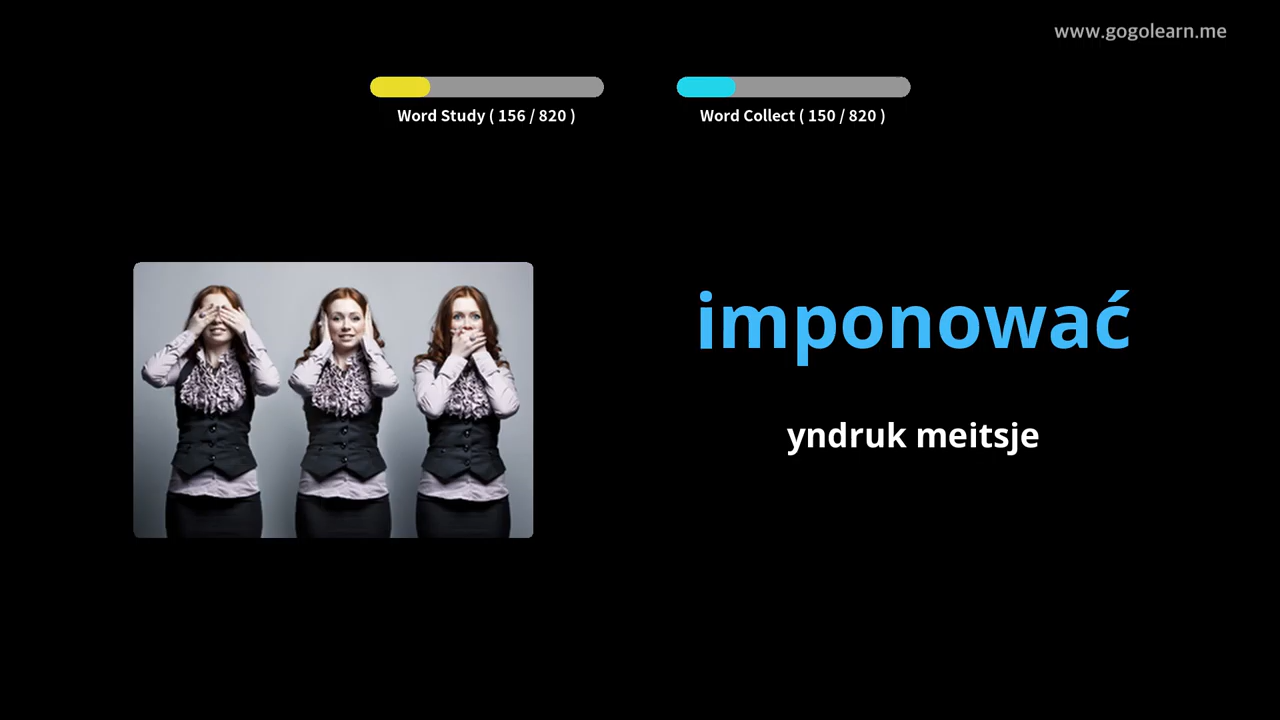 www.gogolearn.me
Word Study ( 156 / 820 )
Word Collect ( 150 / 820 )
imponować
yndruk meitsje